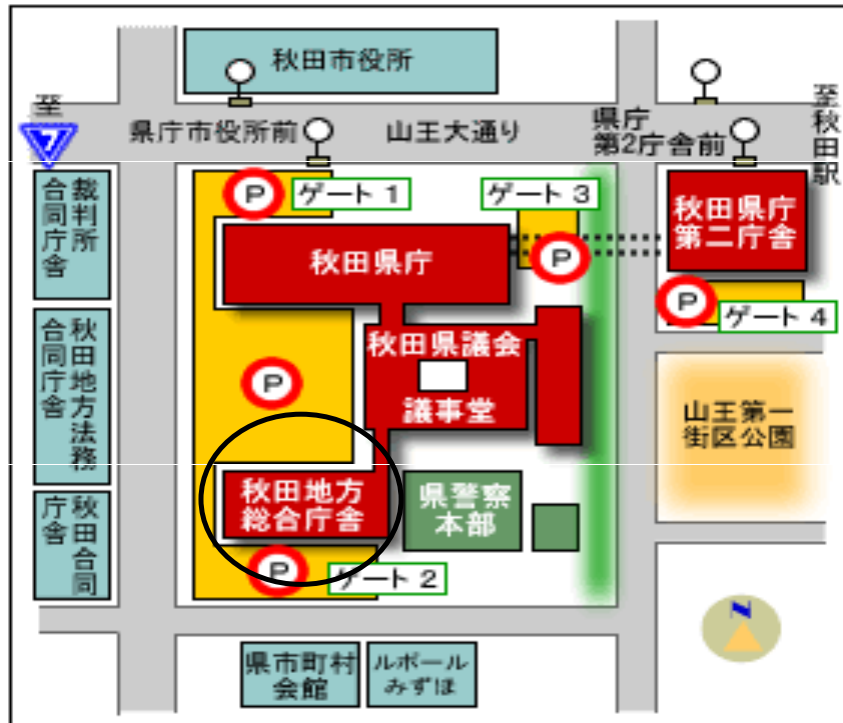 秋田市役所
至
7
県庁市役所前
山王大通り
県庁
第2庁舎前
至秋田駅
裁判所
合同庁舎
P
ゲート 1
ゲート 3
秋田県庁
第二庁舎
秋田県庁
P
P
ゲート 4
秋田地方法務
合同庁舎
秋田県議会
議事堂
P
山王第一
街区公園
秋田地方
総合庁舎
県警察
本部
秋田合同
庁舎
P
ゲート 2
N
県市町村
会館
ルポール
みずほ